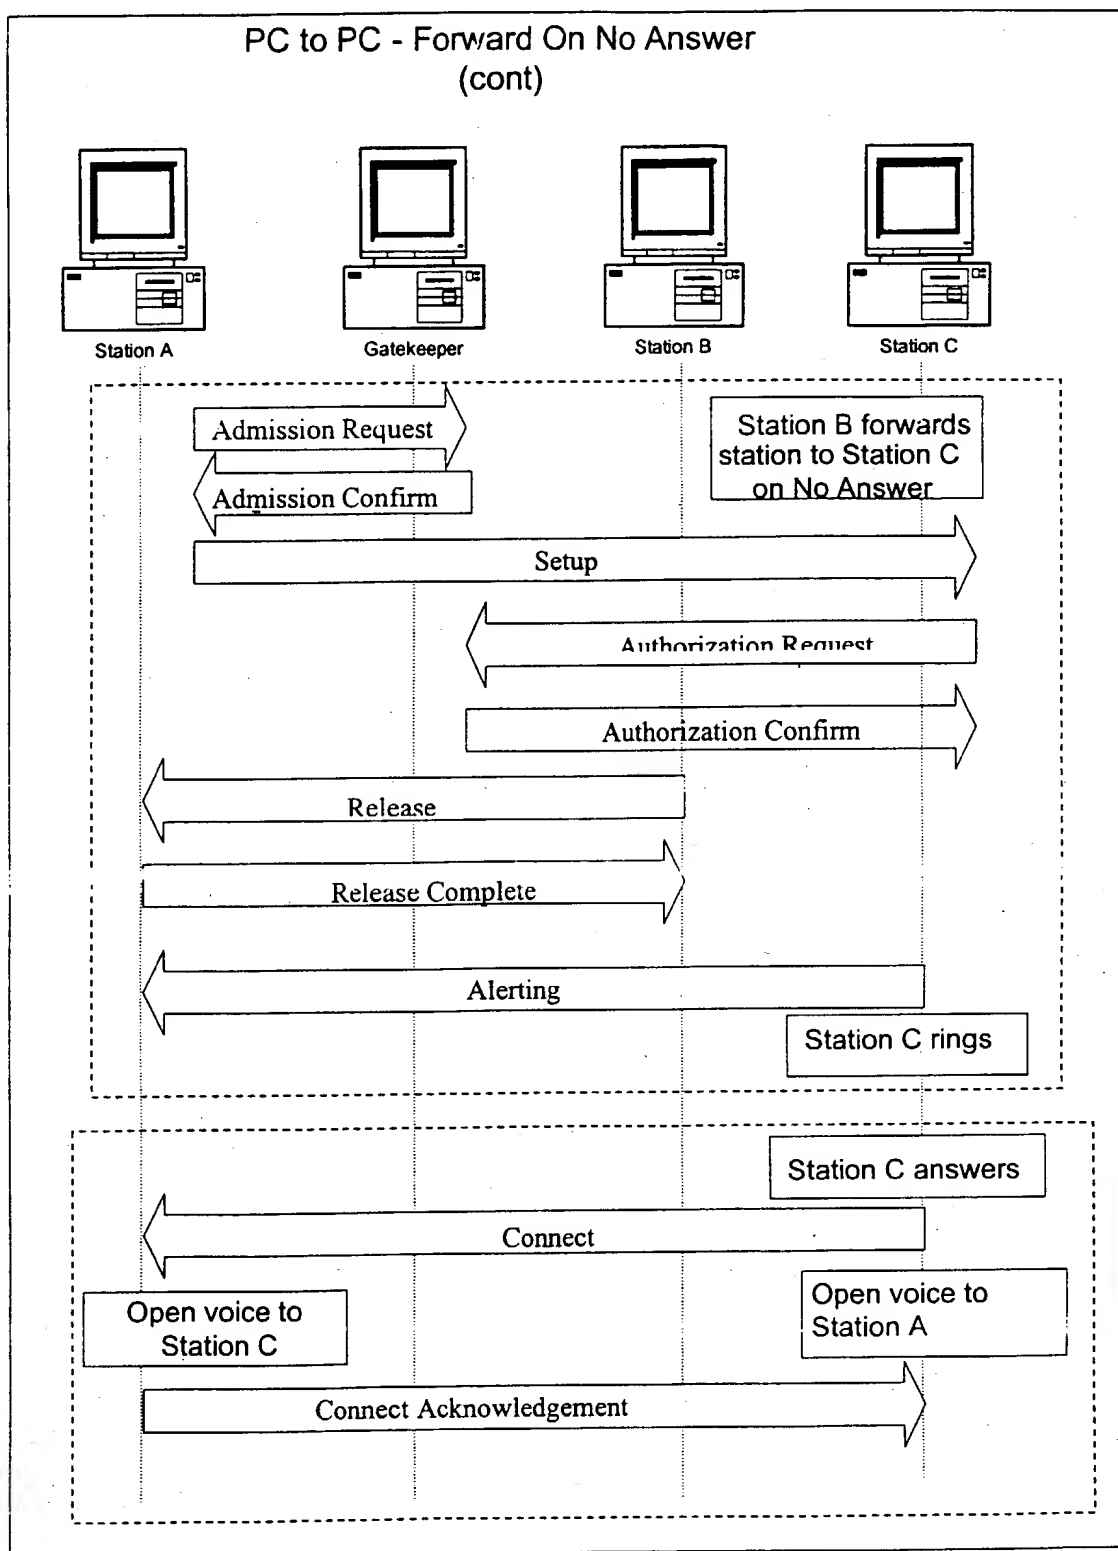 PC to PC - Forward On No Answer
(cont)
Station A
Gatekeeper
Station B
Station C
Admission Request
Station B forwards
station to Station C
on No Answer
Admission Confirm
Setup
Authorization Request
Authorization Confirm
Release
Release Complete
Alerting
Station C rings
Station C answers
Connect
Open voice to
Station C
Open voice to
Station A
Connect Acknowledgement